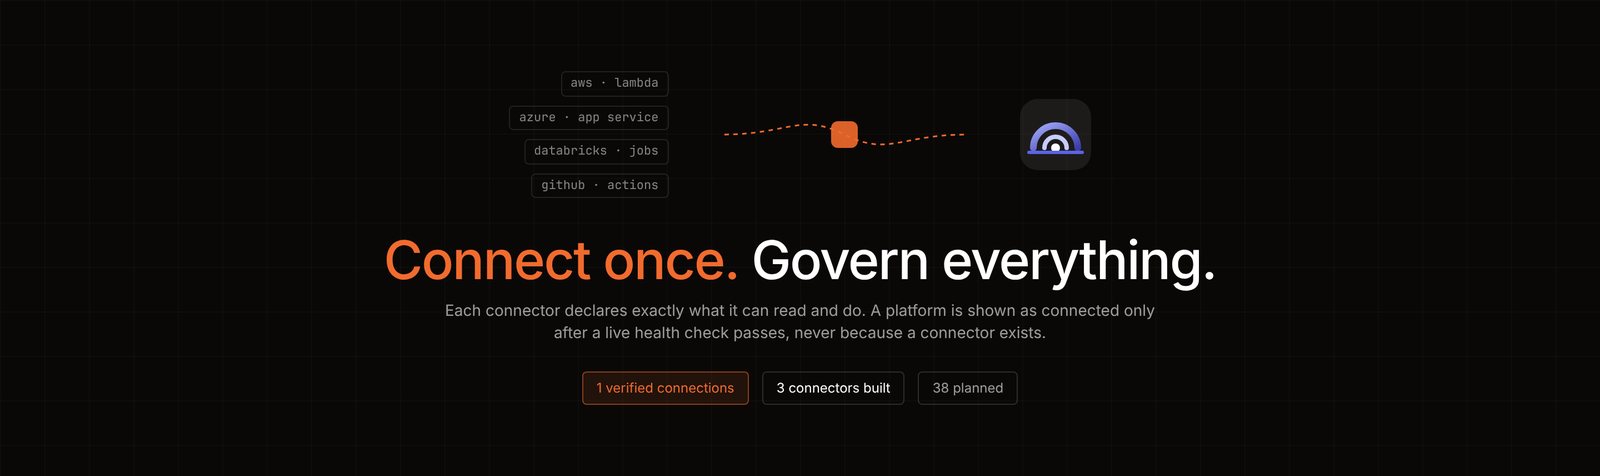 aws · lambda
azure · app service
databricks · jobs
github · actions
Connect once. Govern everything.
Each connector declares exactly what it can read and do. A platform is shown as connected only
after a live health check passes, never because a connector exists.
1 verified connections
3 connectors built
38 planned